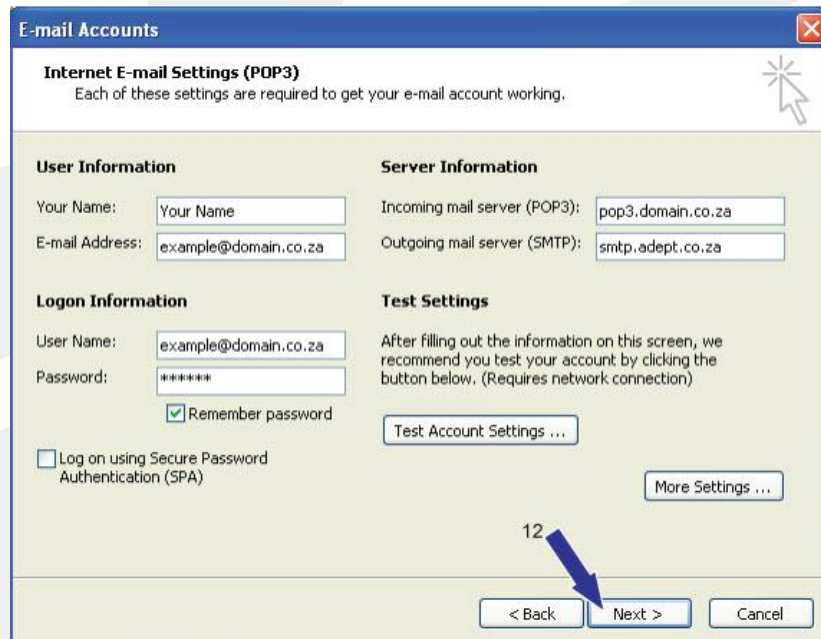 E-mail Accounts
Internet E-mail Settings (POP3)
Each of these settings are required to get your e-mail account working.
User Information
Your Name: Your Name
E-mail Address: example@domain.co.za
Logon Information
User Name: example@domain.co.za
Password: ******
Remember password
Log on using Secure Password
Authentication (SPA)
Server Information
Incoming mail server (POP3): pop3.domain.co.za
Outgoing mail server (SMTP): smtp.adept.co.za
Test Settings
After filling out the information on this screen, we
recommend you test your account by clicking the
button below. (Requires network connection)
Test Account Settings ...
More Settings ...
12
< Back Next > Cancel